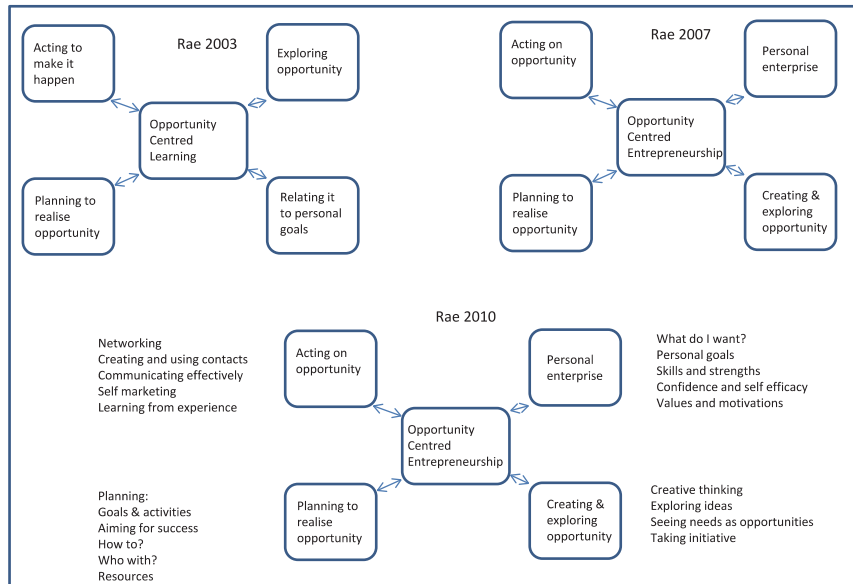 Rae 2003
Acting to
make it
happen
Exploring
opportunity
Opportunity
Centred
Learning
Planning to
realise
opportunity
Relating it
to personal
goals
Rae 2007
Acting on
opportunity
Personal
enterprise
Opportunity
Centred
Entrepreneurship
Planning to
realise
opportunity
Creating &
exploring
opportunity
Rae 2010
Networking
Creating and using contacts
Communicating effectively
Self marketing
Learning from experience
Acting on
opportunity
Personal
enterprise
What do I want?
Personal goals
Skills and strengths
Confidence and self efficacy
Values and motivations
Opportunity
Centred
Entrepreneurship
Planning:
Goals & activities
Aiming for success
How to?
Who with?
Resources
Planning to
realise
opportunity
Creating &
exploring
opportunity
Creative thinking
Exploring ideas
Seeing needs as opportunities
Taking initiative